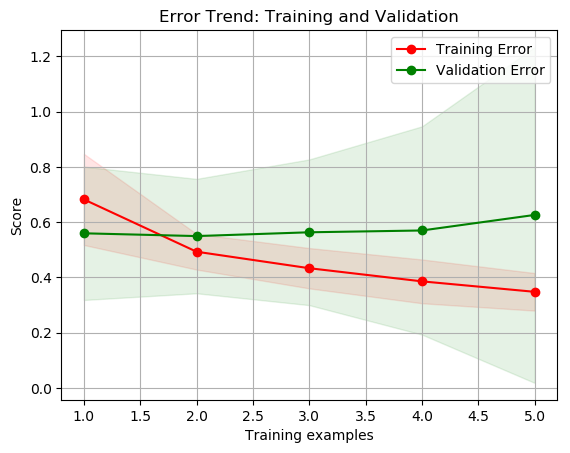 Error Trend: Training and Validation
Training Error
Validation Error
Score
1.2
1.0
0.8
0.6
0.4
0.2
0.0
1.0 1.5 2.0 2.5 3.0 3.5 4.0 4.5 5.0
Training examples